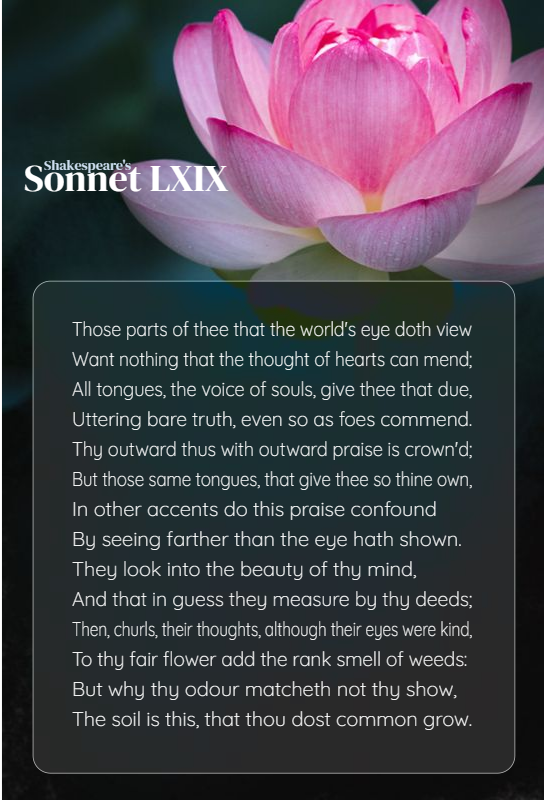 Shakespeare's
Sonnet LXIX
Those parts of thee that the world's eye doth view
Want nothing that the thought of hearts can mend;
All tongues, the voice of souls, give thee that due,
Uttering bare truth, even so as foes commend.
Thy outward thus with outward praise is crown'd;
But those same tongues, that give thee so thine own,
In other accents do this praise confound
By seeing farther than the eye hath shown.
They look into the beauty of thy mind,
And that in guess they measure by thy deeds;
Then, churls, their thoughts, although their eyes were kind,
To thy fair flower add the rank smell of weeds:
But why thy odour matcheth not thy show,
The soil is this, that thou dost common grow.